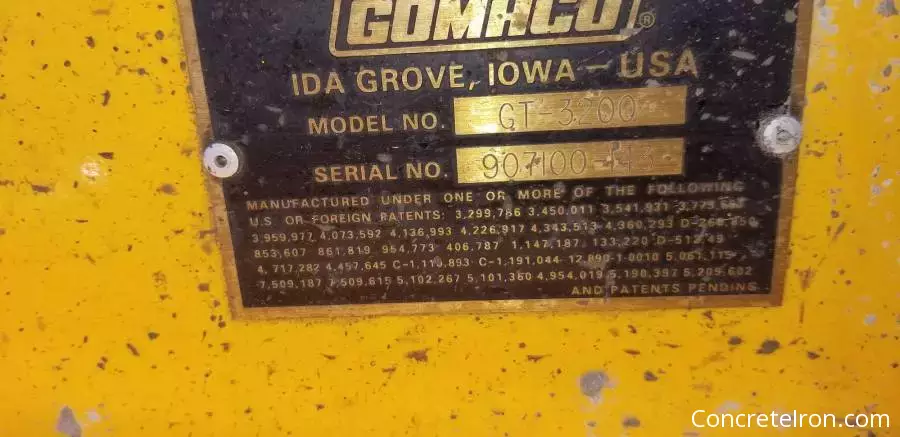 GOMACO®
IDA GROVE, IOWA - USA
MODEL NO. GT-3200
SERIAL NO. 907100-113
MANUFACTURED UNDER ONE OR MORE OF THE FOLLOWING
U.S. OR FOREIGN PATENTS: 3,299,786 3,450,011 3,541,931
3,959,977 4,073,592 4,136,993 4,226,917 4,343,513 4,360,293
853,607 861,819 954,773 406,787 1,147,187 133,220
4,717,282 4,457,645 1,191,044 12,890-1-0010
7,509,187 7,509,615 5,102,267 5,101,360 4,954,019 5,190,397 5,209,602
AND PATENTS PENDING
ConcreteIron.com